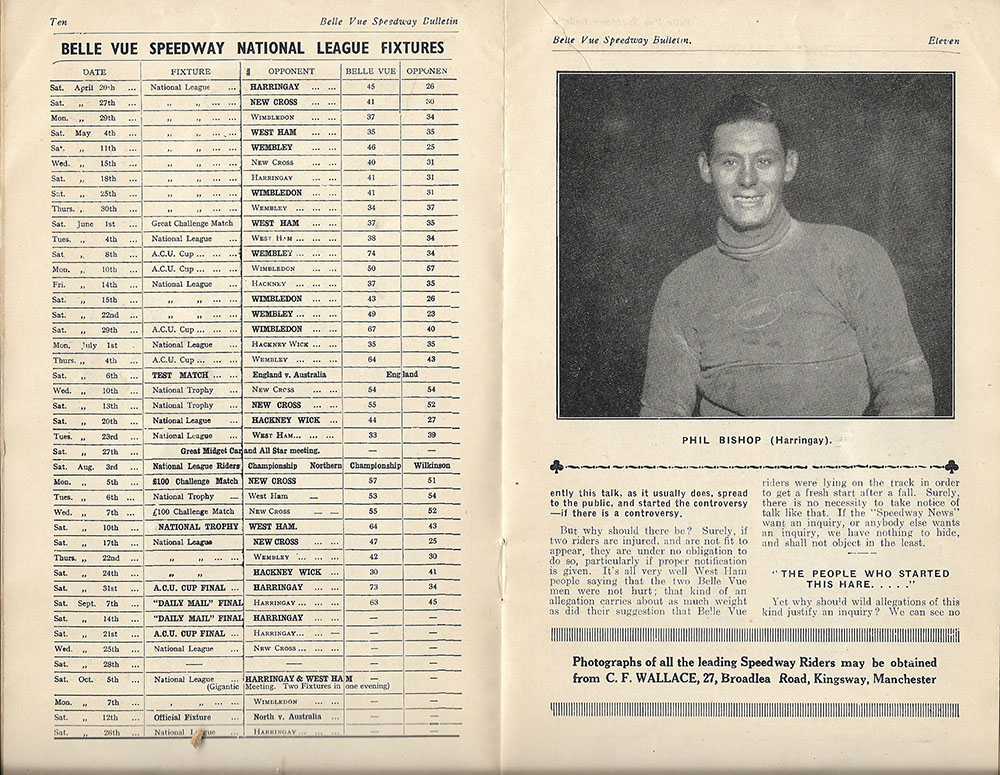 Ten Belle Vue Speedway Bulletin
BELLE VUE SPEEDWAY NATIONAL LEAGUE FIXTURES
DATE FIXTURE OPPONENT BELLE VUE OPPONEN
Sat. April 20th ... National League ... HARRINGAY ... ... 45 26
Sat. „ 27th ... „ „ ... ... NEW CROSS ... ... 41 30
Mon. „ 29th ... „ „ ... ... WIMBLEDON ... ... 37 34
Sat. May 4th ... „ „ ... ... WEST HAM ... ... 35 35
Sat. „ 11th ... „ „ ... ... WEMBLEY ... ... 46 25
Wed. „ 15th ... „ „ ... ... NEW CROSS ... ... 40 31
Sat. „ 18th ... „ „ ... ... HARRINGAY ... ... 41 31
Sat. „ 25th ... „ „ ... ... WIMBLEDON ... ... 41 31
Thurs. „ 30th ... „ „ ... ... WEMBLEY ... ... 34 37
Sat. June 1st ... Great Challenge Match WEST HAM ... ... 37 35
Tues. „ 4th ... National League ... WEST HAM ... ... ... 38 34
Sat. „ 8th ... A.C.U. Cup ... ... ... WEMBLEY ... ... ... 74 34
Mon. „ 10th ... A.C.U. Cup ... ... ... WIMBLEDON ... ... 50 57
Fri. „ 14th ... National League ... HACKNEY ... ... 37 35
Sat. „ 15th ... „ „ ... ... WIMBLEDON ... ... 43 26
Sat. „ 22nd ... „ „ ... ... WEMBLEY ... ... ... 49 23
Sat. „ 29th ... A.C.U. Cup ... ... ... WIMBLEDON ... ... 67 40
Mon. July 1st ... National League ... HACKNEY WICK ... ... 35 35
Thurs. „ 4th ... A.C.U. Cup ... ... ... WEMBLEY ... ... ... 64 43
Sat. „ 6th ... TEST MATCH ... ... England v. Australia England
Wed. „ 10th ... National Trophy ... NEW CROSS ... ... 54 54
Sat. „ 13th ... National Trophy ... NEW CROSS ... ... 55 52
Sat. „ 20th ... National League ... HACKNEY WICK ... ... 44 27
Tues. „ 23rd ... National League ... WEST HAM... ... ... 33 39
Sat. „ 27th ... Great Midget Car and All Star meeting. — —
Sat. Aug. 3rd ... National League Riders Championship Northern Championship Wilkinson
Mon. „ 5th ... £100 Challenge Match NEW CROSS ... ... 57 51
Tues. „ 6th ... National Trophy — West Ham — 53 54
Wed. „ 7th ... £100 Challenge Match NEW CROSS — ... 55 52
Sat. „ 10th ... NATIONAL TROPHY WEST HAM. ... ... 64 43
Sat. „ 17th ... National League NEW CROSS ... ... 47 25
Thurs. „ 22nd ... „ „ ... ... WEMBLEY ... ... 42 30
Sat. „ 24th ... „ „ HACKNEY WICK ... 30 41
Sat. „ 31st ... A.C.U. CUP FINAL ... HARRINGAY ... ... 73 34
Sat. Sept. 7th ... "DAILY MAIL" FINAL HARRINGAY ... ... ... 63 45
Sat. „ 14th ... "DAILY MAIL" FINAL HARRINGAY ... ... — —
Sat. „ 21st ... A.C.U. CUP FINAL ... HARRINGAY... ... — — —
Wed. „ 25th ... National League ... NEW CROSS ... ... ... — —
Sat. „ 28th ... —— —— — —
Sat. Oct. 5th ... National League ... HARRINGAY & WEST HAM — —
(Gigantic Meeting. Two Fixtures in one evening)
Mon. „ 7th ... „ „ ... ... WIMBLEDON ... ... — —
Sat. „ 12th ... Official Fixture North v. Australia ... — —
Sat. „ 26th ... National League ... HARRINGAY ... ... ... — —
Belle Vue Speedway Bulletin. Eleven
PHIL BISHOP (Harringay).
ently this talk, as it usually does, spread
to the public, and started the controversy
—if there is a controversy.
But why should there be? Surely, if
two riders are injured, and are not fit to
appear, they are under no obligation to
do so, particularly if proper notification
is given. It's all very well West Ham
people saying that the two Belle Vue
men were not hurt; that kind of an
allegation carries about as much weight
as did their suggestion that Belle Vue
riders were lying on the track in order
to get a fresh start after a fall. Surely,
there is no necessity to take notice of
talk like that. If the "Speedway News"
want an inquiry, or anybody else wants
an inquiry, we have nothing to hide,
and shall not object in the least.
"THE PEOPLE WHO STARTED
THIS HARE. . . . ."
Yet why should wild allegations of this
kind justify an inquiry? We can see no
Photographs of all the leading Speedway Riders may be obtained
from C. F. WALLACE, 27, Broadlea Road, Kingsway, Manchester